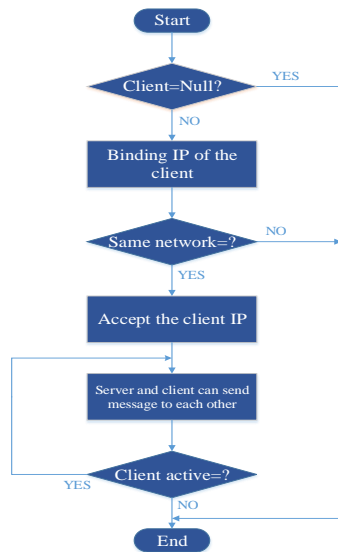 Start
Client=Null?
YES
NO
Binding IP of the
client
Same network=?
NO
YES
Accept the client IP
Server and client can send
message to each other
Client active=?
YES
NO
End